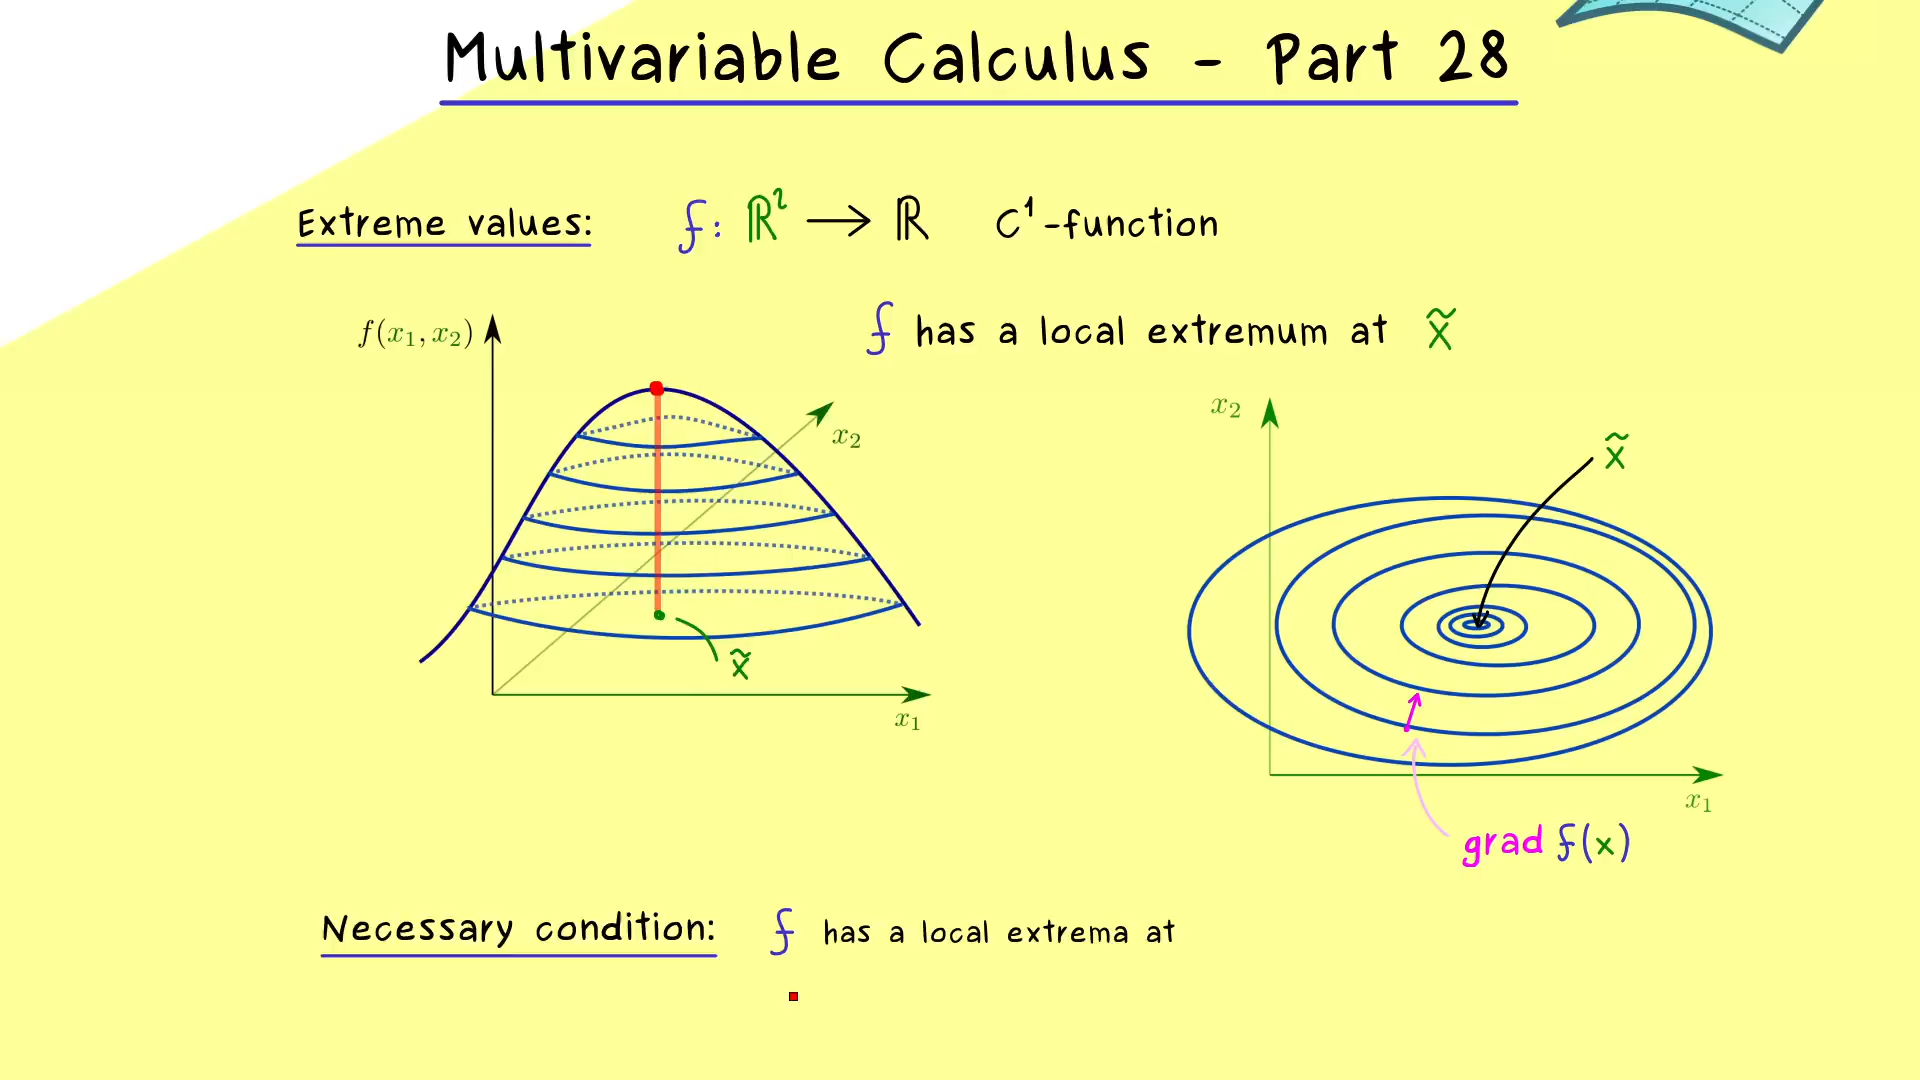 Multivariable Calculus - Part 28
Extreme values: f: ℝ² ⟶ ℝ C¹-function
f has a local extremum at x̃
f(x₁, x₂)
x₂
x̃
x₁
x₂
x̃
x₁
grad f(x)
Necessary condition: f has a local extrema at